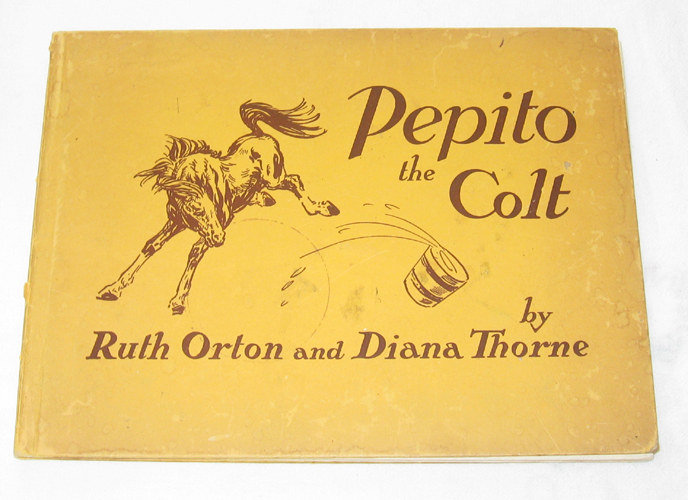 Pepito
the Colt
by
Ruth Orton and Diana Thorne